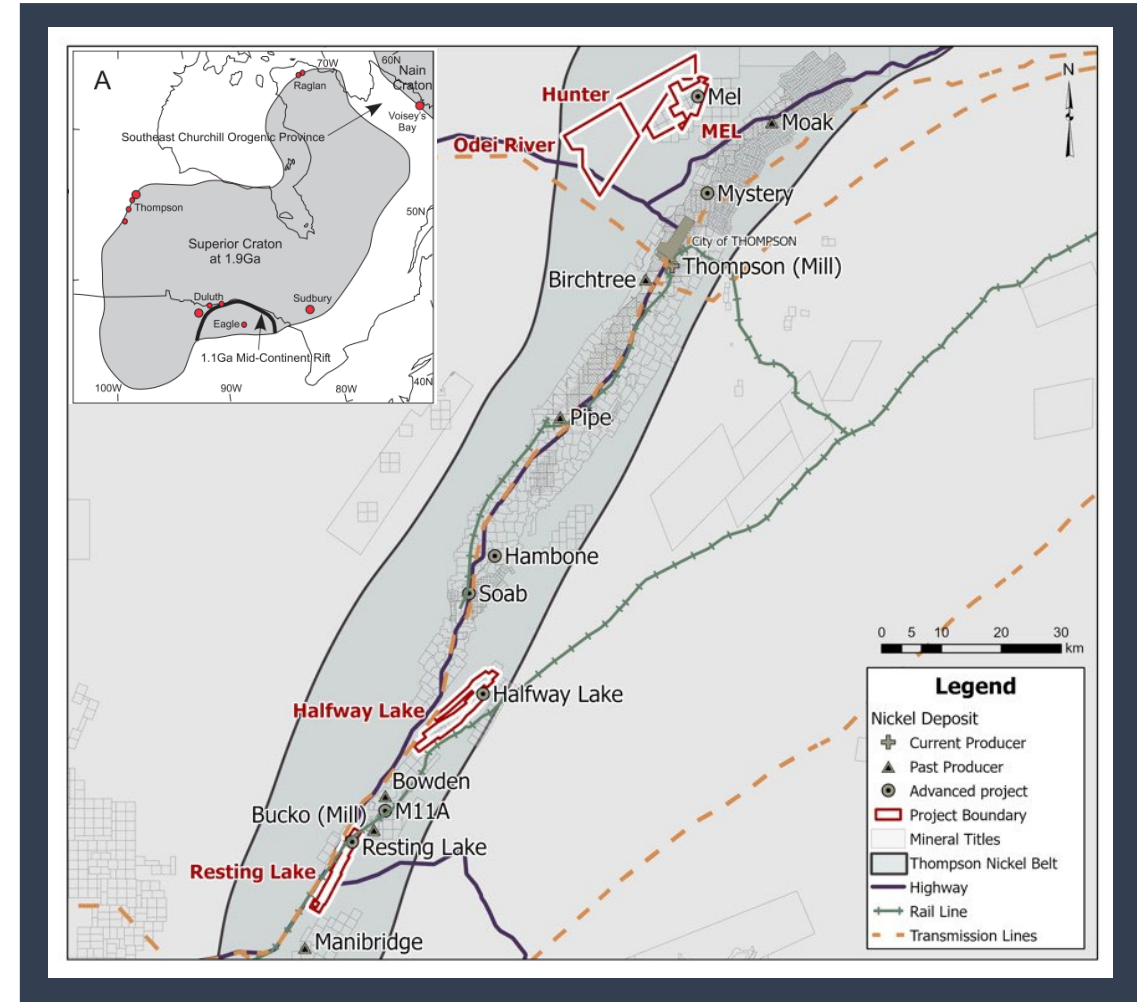 A
70W
60N
Nain
Craton
Raglan
Voisey's
Bay
Southeast Churchill Orogenic Province
Thompson
50N
Superior Craton
at 1.9Ga
Duluth
Sudbury
Eagle
1.1Ga Mid-Continent Rift
100W
90W
80W
40N
N
Hunter
Mel
MEL
Moak
Odei River
Mystery
City of THOMPSON
Thompson (Mill)
Birchtree
Pipe
Hambone
Soab
Halfway Lake
Halfway Lake
Bowden
Bucko (Mill)
M11A
Resting Lake
Resting Lake
Manibridge
0 5 10 20 30
km
Legend
Nickel Deposit
Current Producer
Past Producer
Advanced project
Project Boundary
Mineral Titles
Thompson Nickel Belt
Highway
Rail Line
Transmission Lines